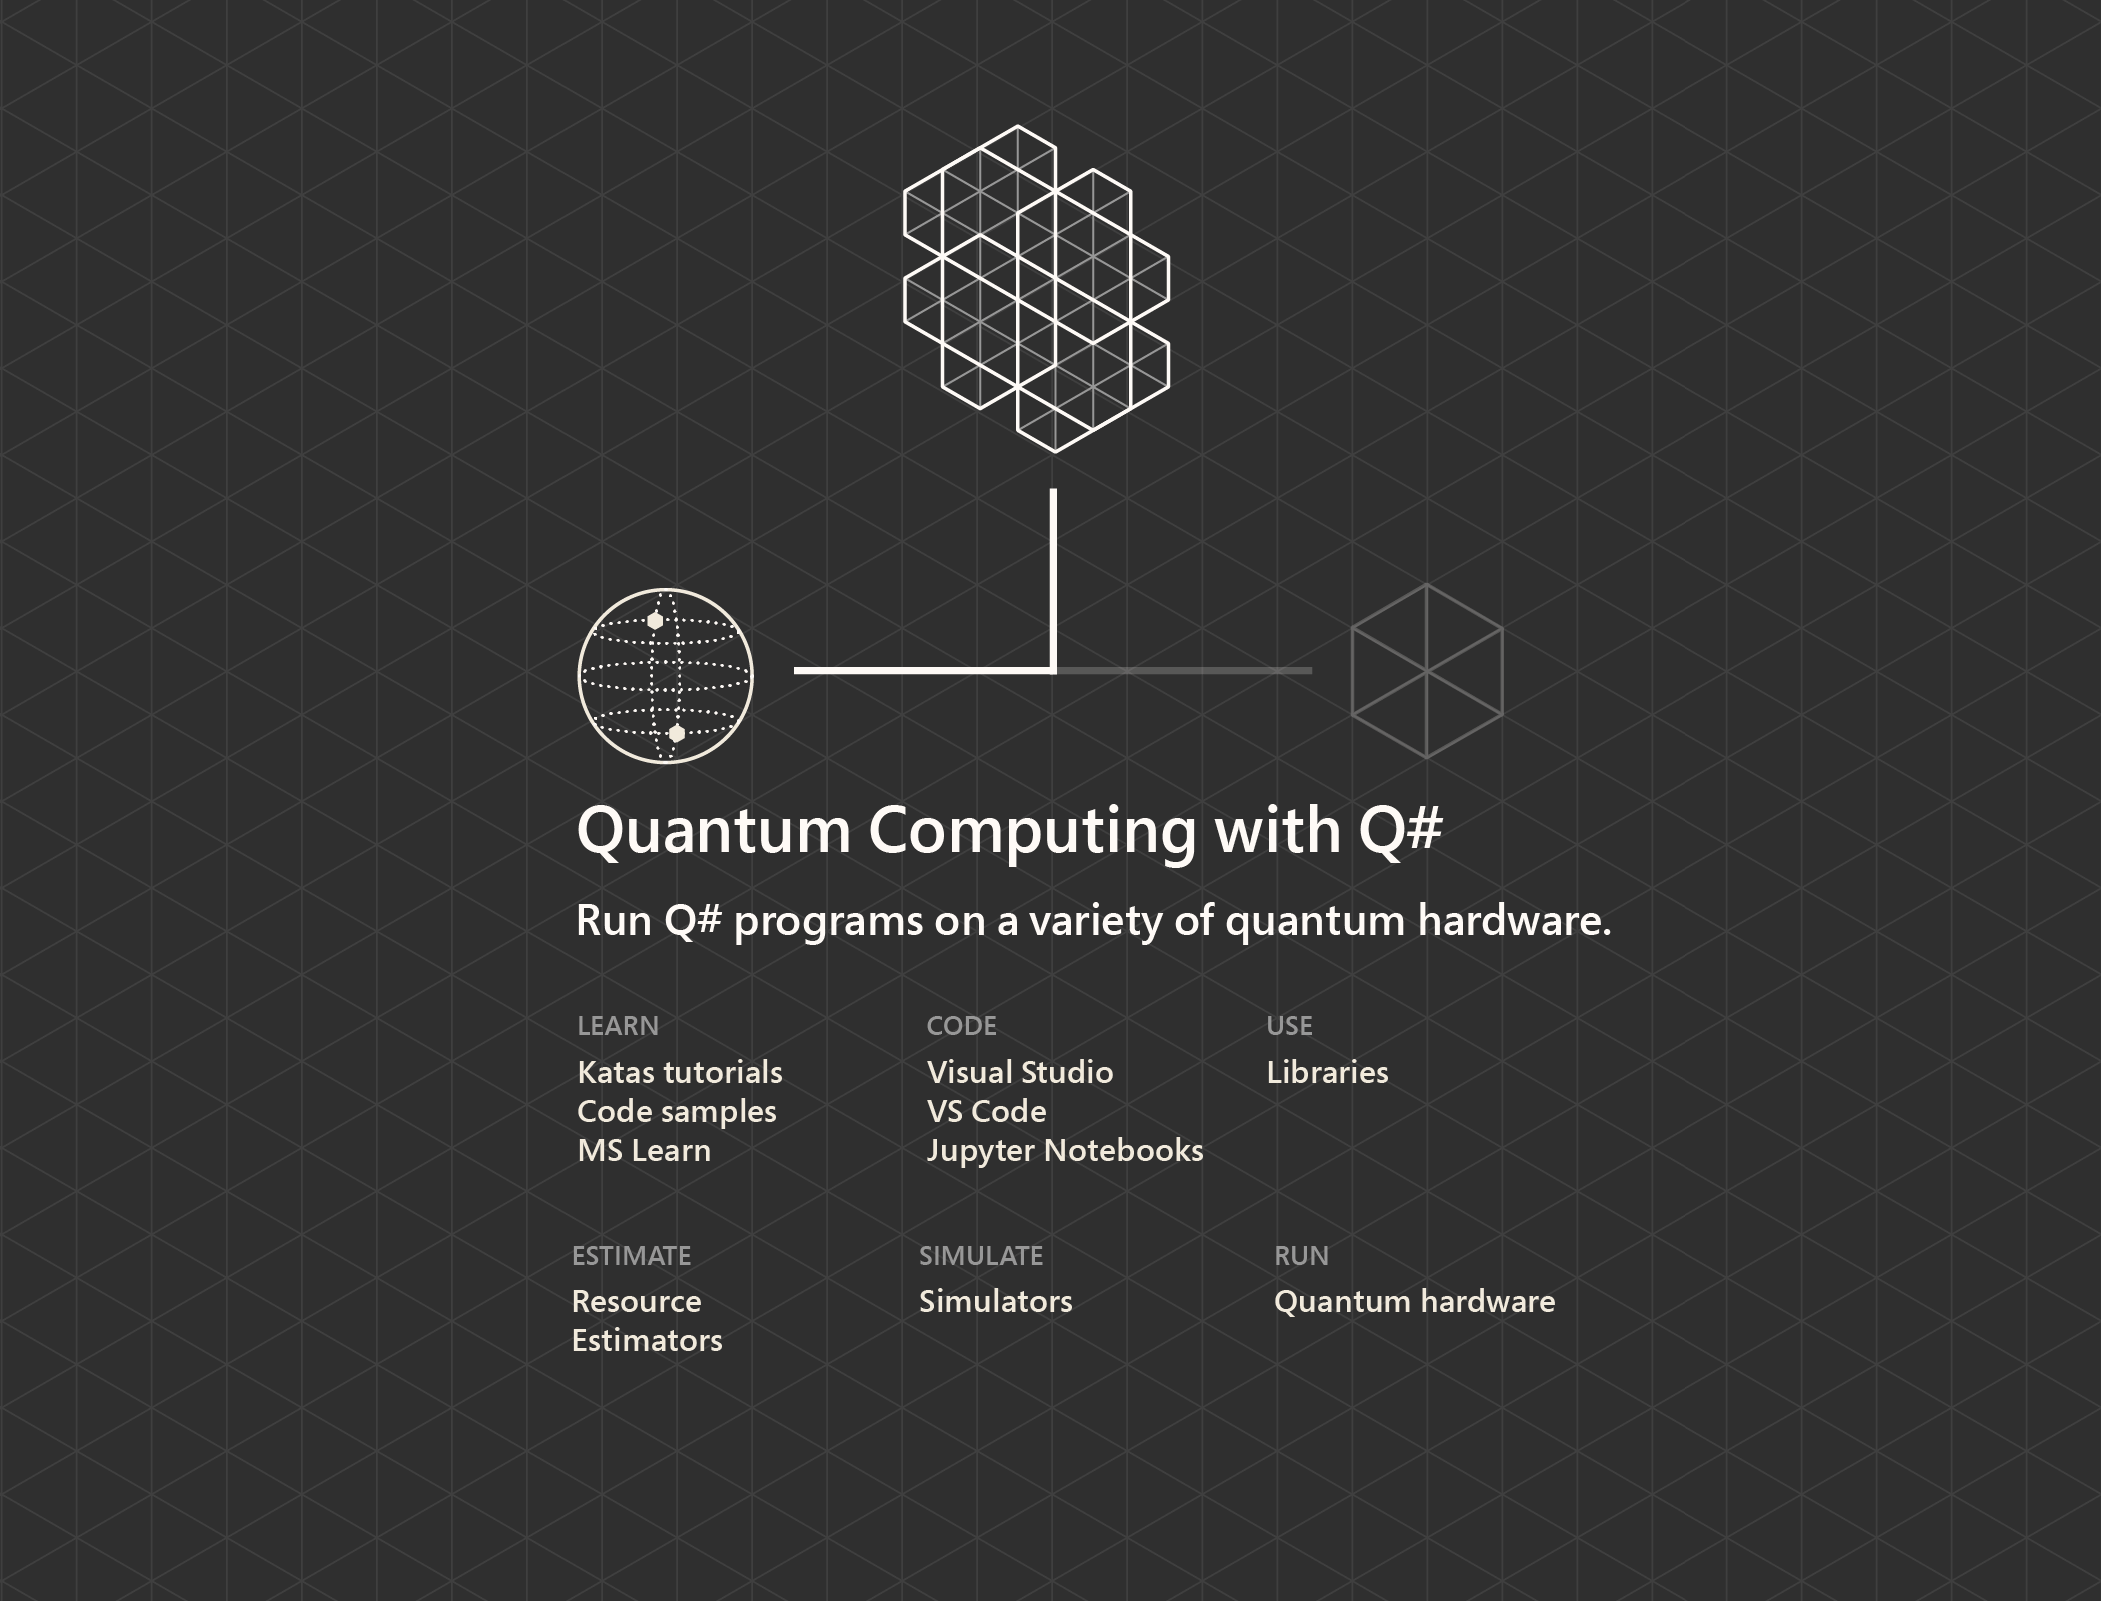 Quantum Computing with Q#
Run Q# programs on a variety of quantum hardware.
LEARN
Katas tutorials
Code samples
MS Learn
CODE
Visual Studio
VS Code
Jupyter Notebooks
USE
Libraries
ESTIMATE
Resource
Estimators
SIMULATE
Simulators
RUN
Quantum hardware